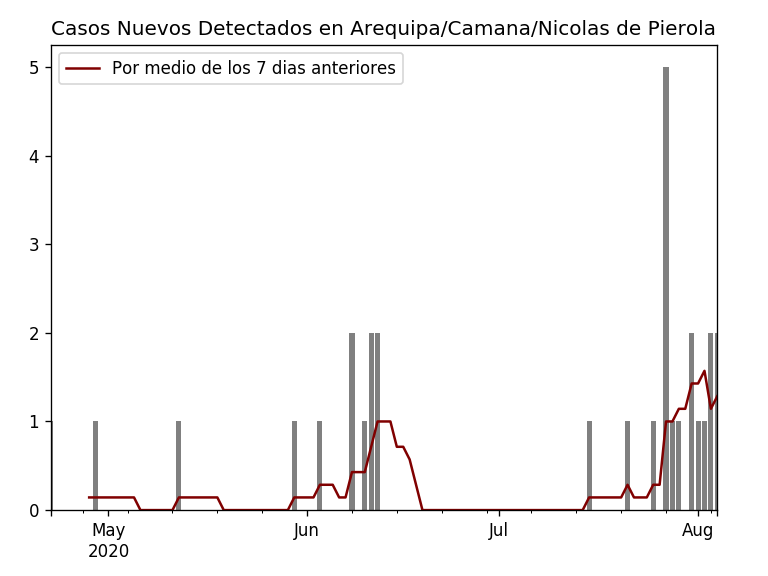 Casos Nuevos Detectados en Arequipa/Camana/Nicolas de Pierola
Por medio de los 7 dias anteriores
5
4
3
2
1
0
May Jun Jul Aug
2020